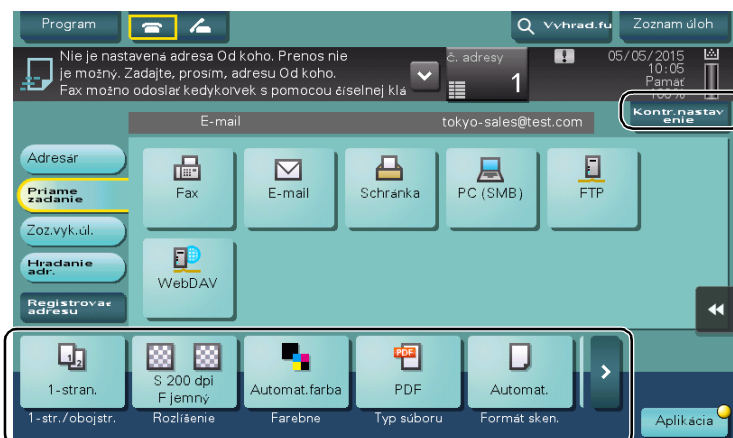 Program
Vvhrad.fu
Zoznam úloh
Nie je nastavená adresa Od koho. Prenos nie
je možný. Zadajte, prosím, adresu Od koho.
Fax možno odoslať kedykoľvek s pomocou číselnej klá
č. adresy
1
05/05/2015
10:05
Pamäť
100%
Kontr.nastav
enie
E-mail
tokyo-sales@test.com
Adresár
Priame
zadanie
Zoz.vyk.úl.
Hľadanie
adr.
Registrovať
adresu
Fax
E-mail
Schránka
PC (SMB)
FTP
WebDAV
1-stran.
S 200 dpi
F jemný
Automat.farba
PDF
PDF
Automat.
1-str./obojstr.
Rozlíšenie
Farebne
Typ súboru
Formát sken.
Aplikácia